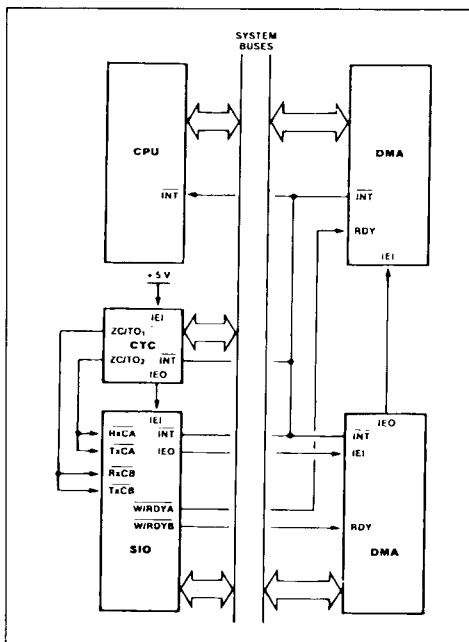 SYSTEM
BUSES
CPU
INT
DMA
INT
RDY
IEI
+5 V
IEI
ZC/TO1
CTC
ZC/TO2
INT
IEO
IEI
RxCA
INT
TxCA
IEO
RxCB
TxCB
W/RDYA
W/RDYB
SIO
IEO
INT
IEI
RDY
DMA